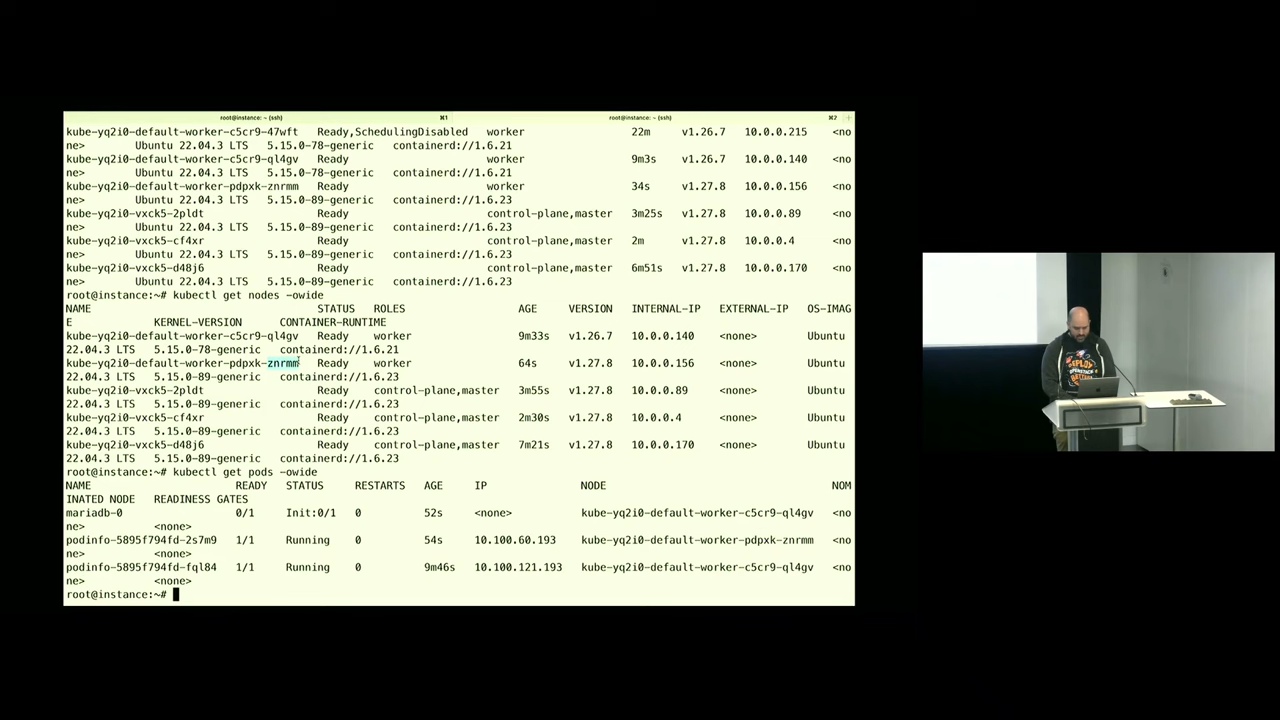 root@instance: ~ (ssh) ⌘1 root@instance: ~ (ssh) ⌘2 +
kube-yq2i0-default-worker-c5cr9-47wft Ready,SchedulingDisabled worker 22m v1.26.7 10.0.0.215 <no
ne> Ubuntu 22.04.3 LTS 5.15.0-78-generic containerd://1.6.21
kube-yq2i0-default-worker-c5cr9-ql4gv Ready worker 9m3s v1.26.7 10.0.0.140 <no
ne> Ubuntu 22.04.3 LTS 5.15.0-78-generic containerd://1.6.21
kube-yq2i0-default-worker-pdpxk-znrmm Ready worker 34s v1.27.8 10.0.0.156 <no
ne> Ubuntu 22.04.3 LTS 5.15.0-89-generic containerd://1.6.23
kube-yq2i0-vxck5-2pldt Ready control-plane,master 3m25s v1.27.8 10.0.0.89 <no
ne> Ubuntu 22.04.3 LTS 5.15.0-89-generic containerd://1.6.23
kube-yq2i0-vxck5-cf4xr Ready control-plane,master 2m v1.27.8 10.0.0.4 <no
ne> Ubuntu 22.04.3 LTS 5.15.0-89-generic containerd://1.6.23
kube-yq2i0-vxck5-d48j6 Ready control-plane,master 6m51s v1.27.8 10.0.0.170 <no
ne> Ubuntu 22.04.3 LTS 5.15.0-89-generic containerd://1.6.23
root@instance:~# kubectl get nodes -owide
NAME STATUS ROLES AGE VERSION INTERNAL-IP EXTERNAL-IP OS-IMAG
E KERNEL-VERSION CONTAINER-RUNTIME
kube-yq2i0-default-worker-c5cr9-ql4gv Ready worker 9m33s v1.26.7 10.0.0.140 <none> Ubuntu
22.04.3 LTS 5.15.0-78-generic containerd://1.6.21
kube-yq2i0-default-worker-pdpxk-znrmm Ready worker 64s v1.27.8 10.0.0.156 <none> Ubuntu
22.04.3 LTS 5.15.0-89-generic containerd://1.6.23
kube-yq2i0-vxck5-2pldt Ready control-plane,master 3m55s v1.27.8 10.0.0.89 <none> Ubuntu
22.04.3 LTS 5.15.0-89-generic containerd://1.6.23
kube-yq2i0-vxck5-cf4xr Ready control-plane,master 2m30s v1.27.8 10.0.0.4 <none> Ubuntu
22.04.3 LTS 5.15.0-89-generic containerd://1.6.23
kube-yq2i0-vxck5-d48j6 Ready control-plane,master 7m21s v1.27.8 10.0.0.170 <none> Ubuntu
22.04.3 LTS 5.15.0-89-generic containerd://1.6.23
root@instance:~# kubectl get pods -owide
NAME READY STATUS RESTARTS AGE IP NODE NOM
INATED NODE READINESS GATES
mariadb-0 0/1 Init:0/1 0 52s <none> kube-yq2i0-default-worker-c5cr9-ql4gv <no
ne> <none>
podinfo-5895f794fd-2s7m9 1/1 Running 0 54s 10.100.60.193 kube-yq2i0-default-worker-pdpxk-znrmm <no
ne> <none>
podinfo-5895f794fd-fql84 1/1 Running 0 9m46s 10.100.121.193 kube-yq2i0-default-worker-c5cr9-ql4gv <no
ne> <none>
root@instance:~#
DEPLOY
OPENSTACK
BETTER